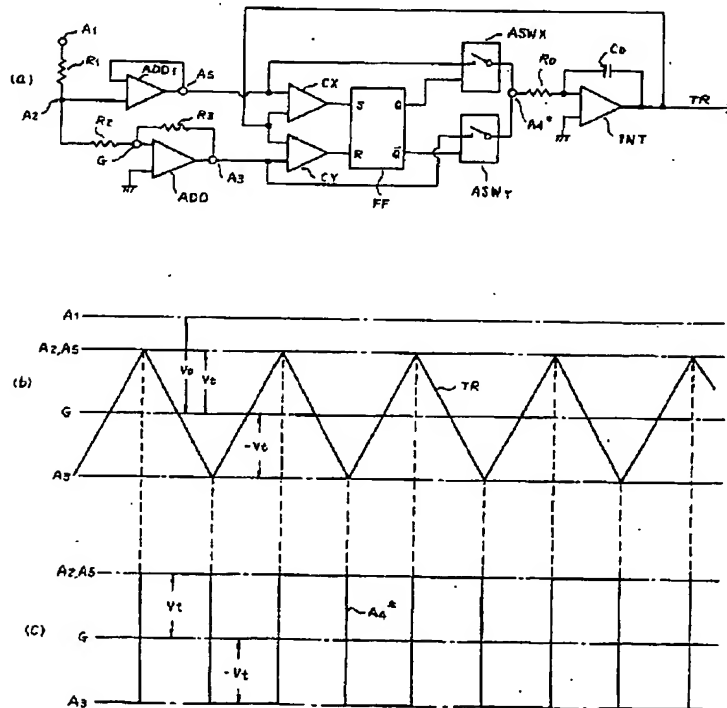 A1
ASWX
(a)
R1
ADD1
A5
CX
R0
C0
A2
R3
S
Q
A4*
TR
R2
G
R
Q̅
INT
A3
ADD
CY
FF
ASWY
A1
A2,A5
V0
Vt
TR
(b)
G
-Vt
A3
A2,A5
Vt
A4*
(c)
G
-Vt
A3